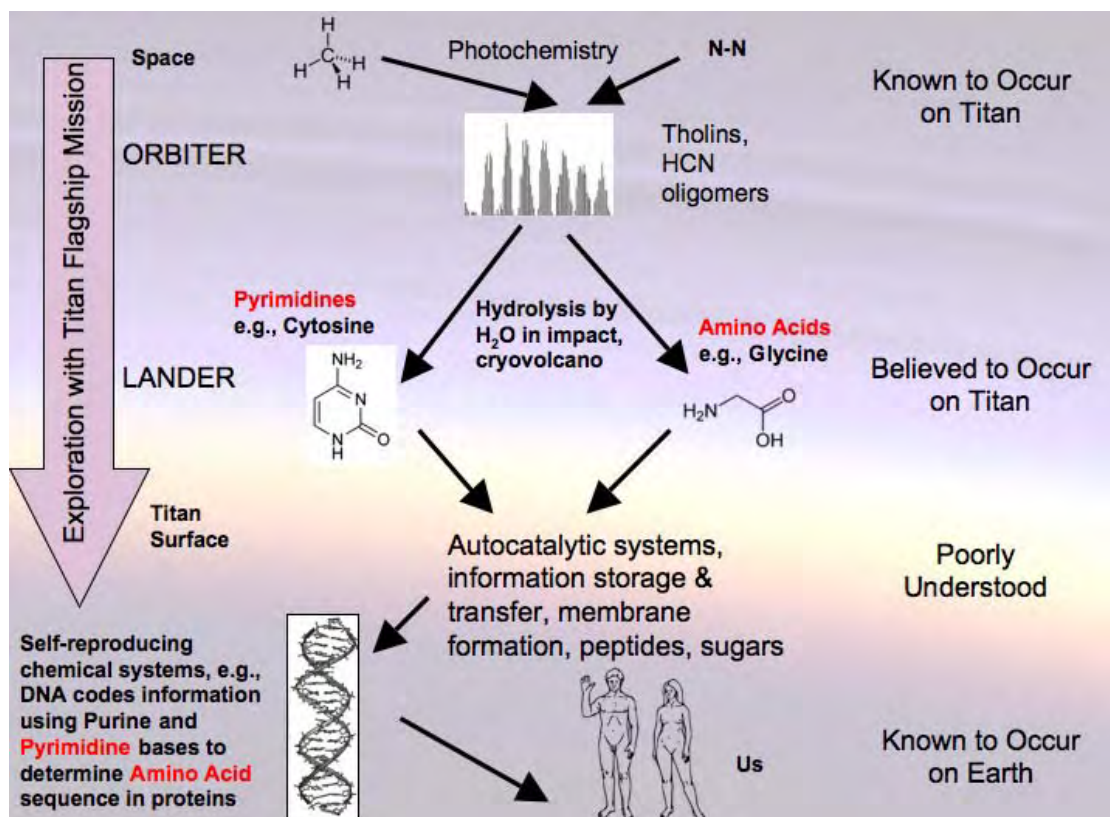 Space
H
H
C
H
H
Photochemistry
N-N
Known to Occur
on Titan
Exploration with Titan Flagship Mission
ORBITER
Tholins,
HCN
oligomers
Pyrimidines
e.g., Cytosine
NH₂
N
N
H
O
Hydrolysis by
H₂O in impact,
cryovolcano
Amino Acids
e.g., Glycine
H₂N
O
OH
LANDER
Believed to Occur
on Titan
Titan
Surface
Autocatalytic systems,
information storage &
transfer, membrane
formation, peptides, sugars
Poorly
Understood
Self-reproducing
chemical systems, e.g.,
DNA codes information
using Purine and
Pyrimidine bases to
determine Amino Acid
sequence in proteins
Us
Known to Occur
on Earth